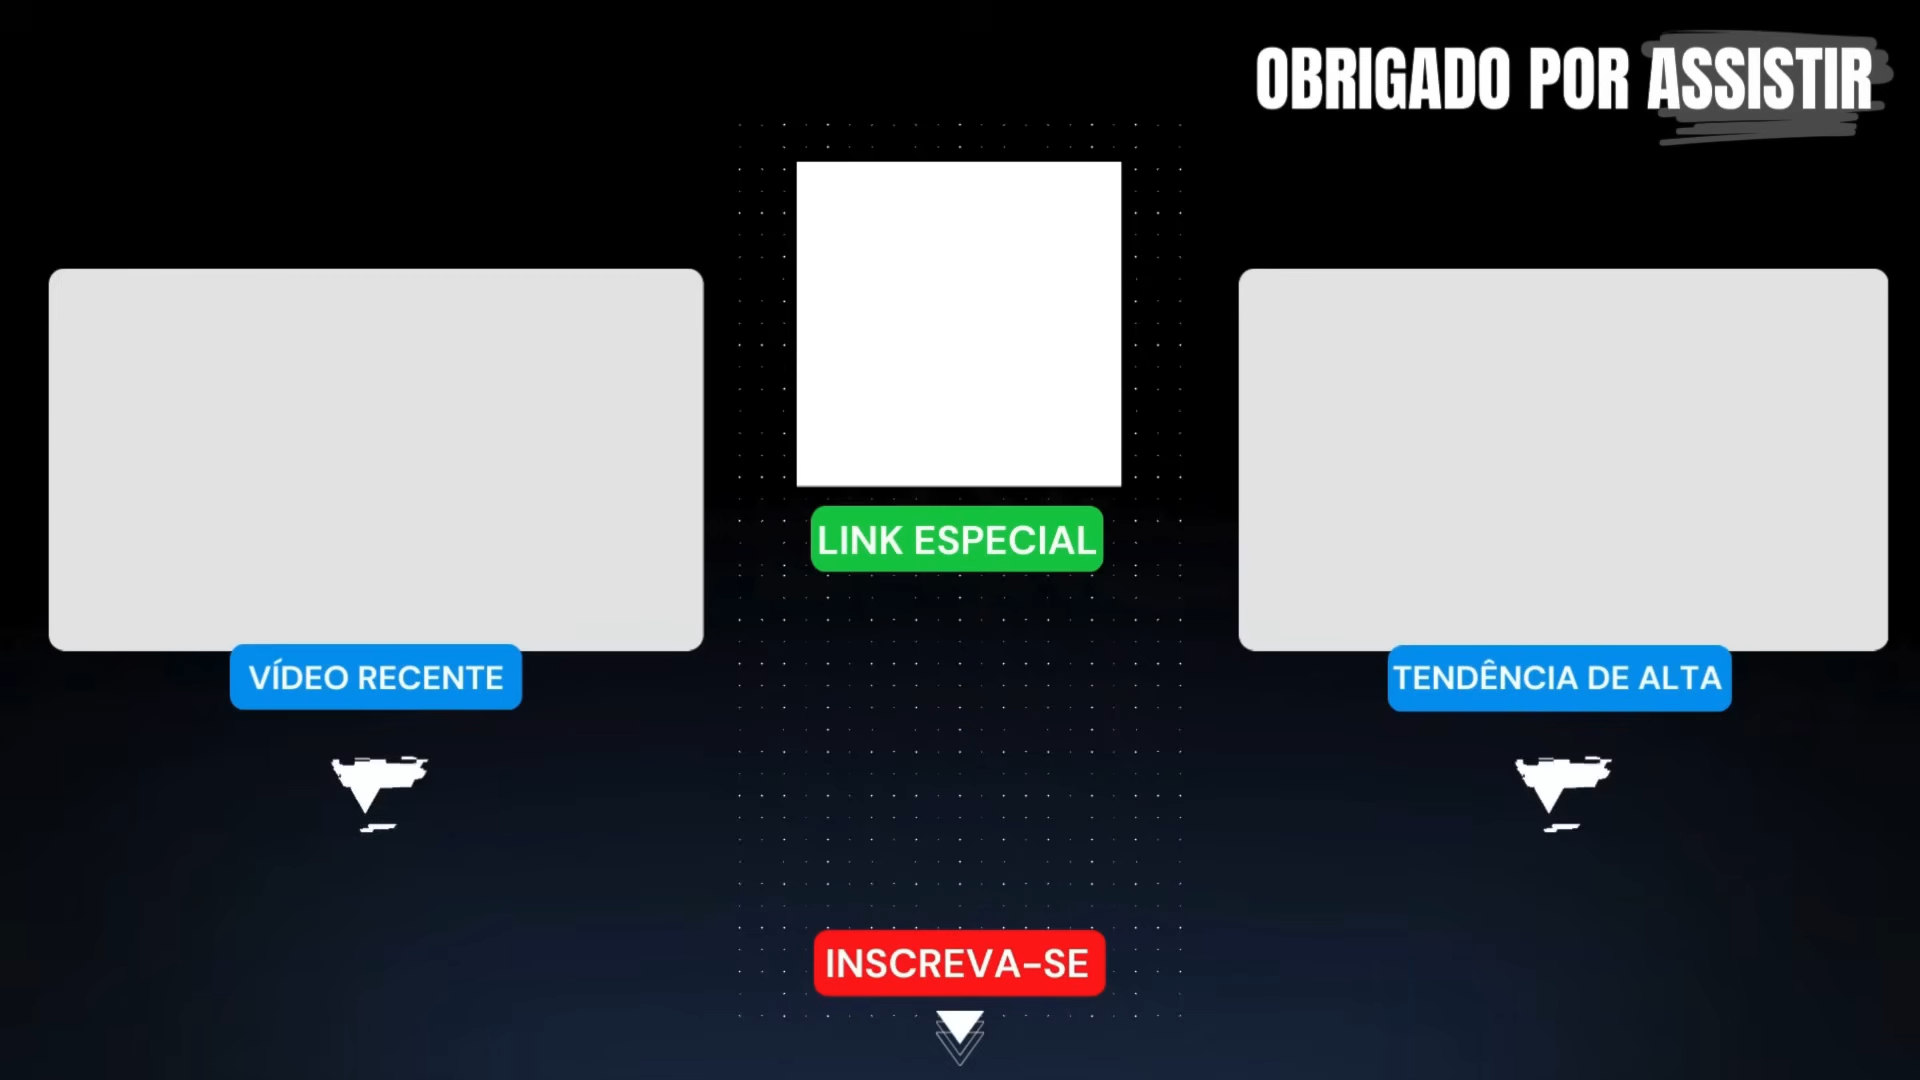 OBRIGADO POR ASSISTIR
LINK ESPECIAL
VÍDEO RECENTE
TENDÊNCIA DE ALTA
INSCREVA-SE